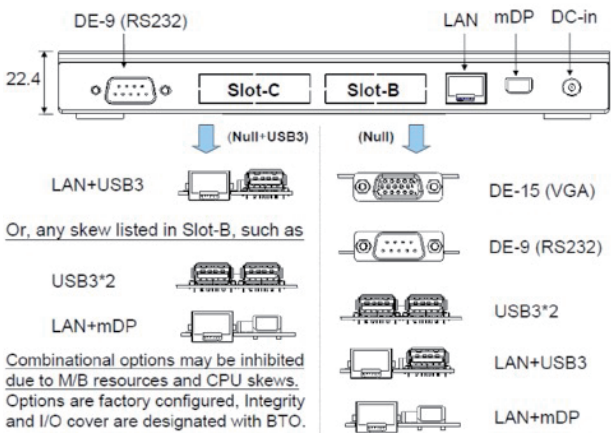 DE-9 (RS232)
LAN mDP DC-in
22.4
Slot-C Slot-B
(Null+USB3) (Null)
LAN+USB3
Or, any skew listed in Slot-B, such as
USB3*2
LAN+mDP
Combinational options may be inhibited
due to M/B resources and CPU skews.
Options are factory configured, Integrity
and I/O cover are designated with BTO.
DE-15 (VGA)
DE-9 (RS232)
USB3*2
LAN+USB3
LAN+mDP